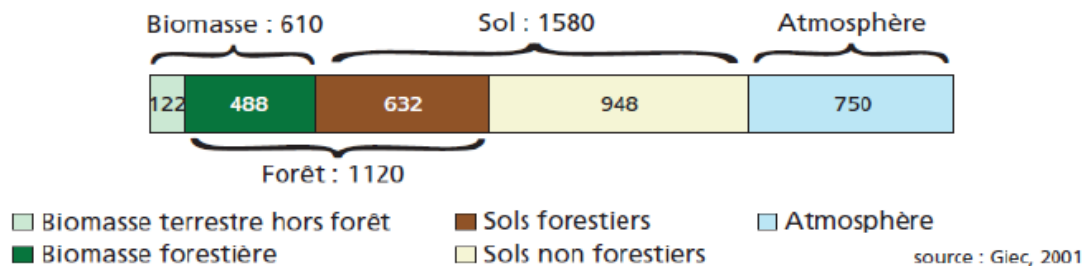 Biomasse : 610 Sol : 1580 Atmosphère
122 488 632 948 750
Forêt : 1120
Biomasse terrestre hors forêt Sols forestiers Atmosphère
Biomasse forestière Sols non forestiers
source : Giec, 2001